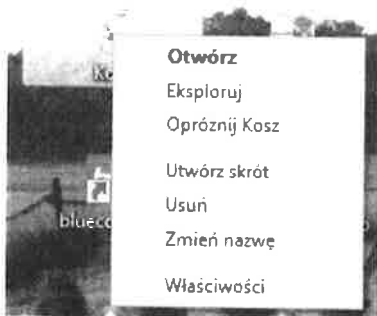 Otwórz
Eksploruj
Opróżnij Kosz
Utwórz skrót
Usuń
Zmień nazwę
Właściwości